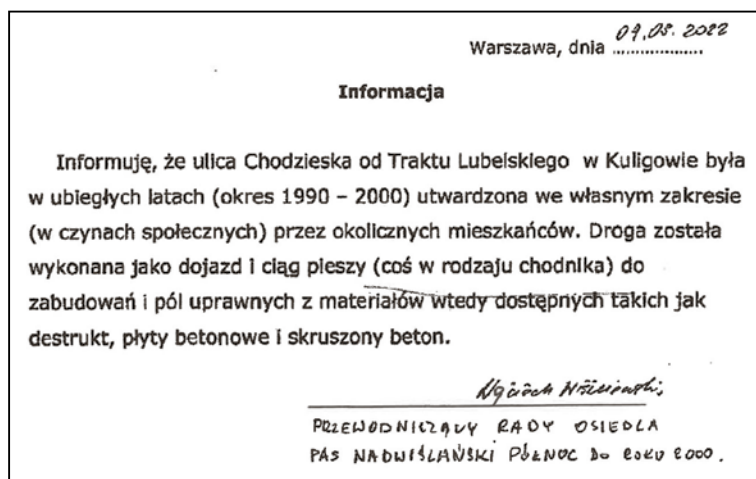 09.05.2022
Warszawa, dnia ..................
Informacja
Informuję, że ulica Chodzieska od Traktu Lubelskiego w Kuligowie była
w ubiegłych latach (okres 1990 – 2000) utwardzona we własnym zakresie
(w czynach społecznych) przez okolicznych mieszkańców. Droga została
wykonana jako dojazd i ciąg pieszy (coś w rodzaju chodnika) do
zabudowań i pól uprawnych z materiałów wtedy dostępnych takich jak
destrukt, płyty betonowe i skruszony beton.
PRZEWODNICZĄCY RADY OSIEDLA
PAS NADWIŚLAŃSKI PÓŁNOC DO ROKU 2000.